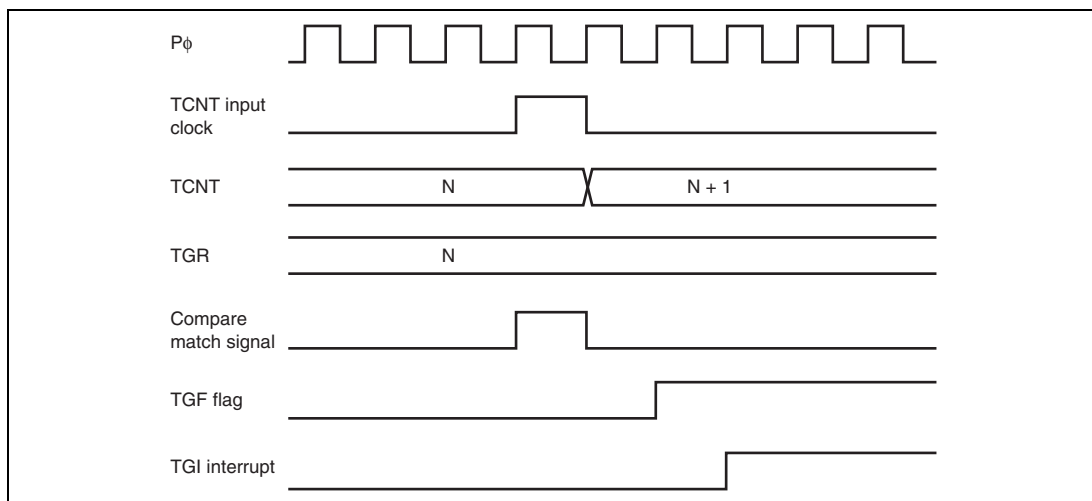 Pϕ
TCNT input
clock
TCNT
N
N + 1
TGR
N
Compare
match signal
TGF flag
TGI interrupt